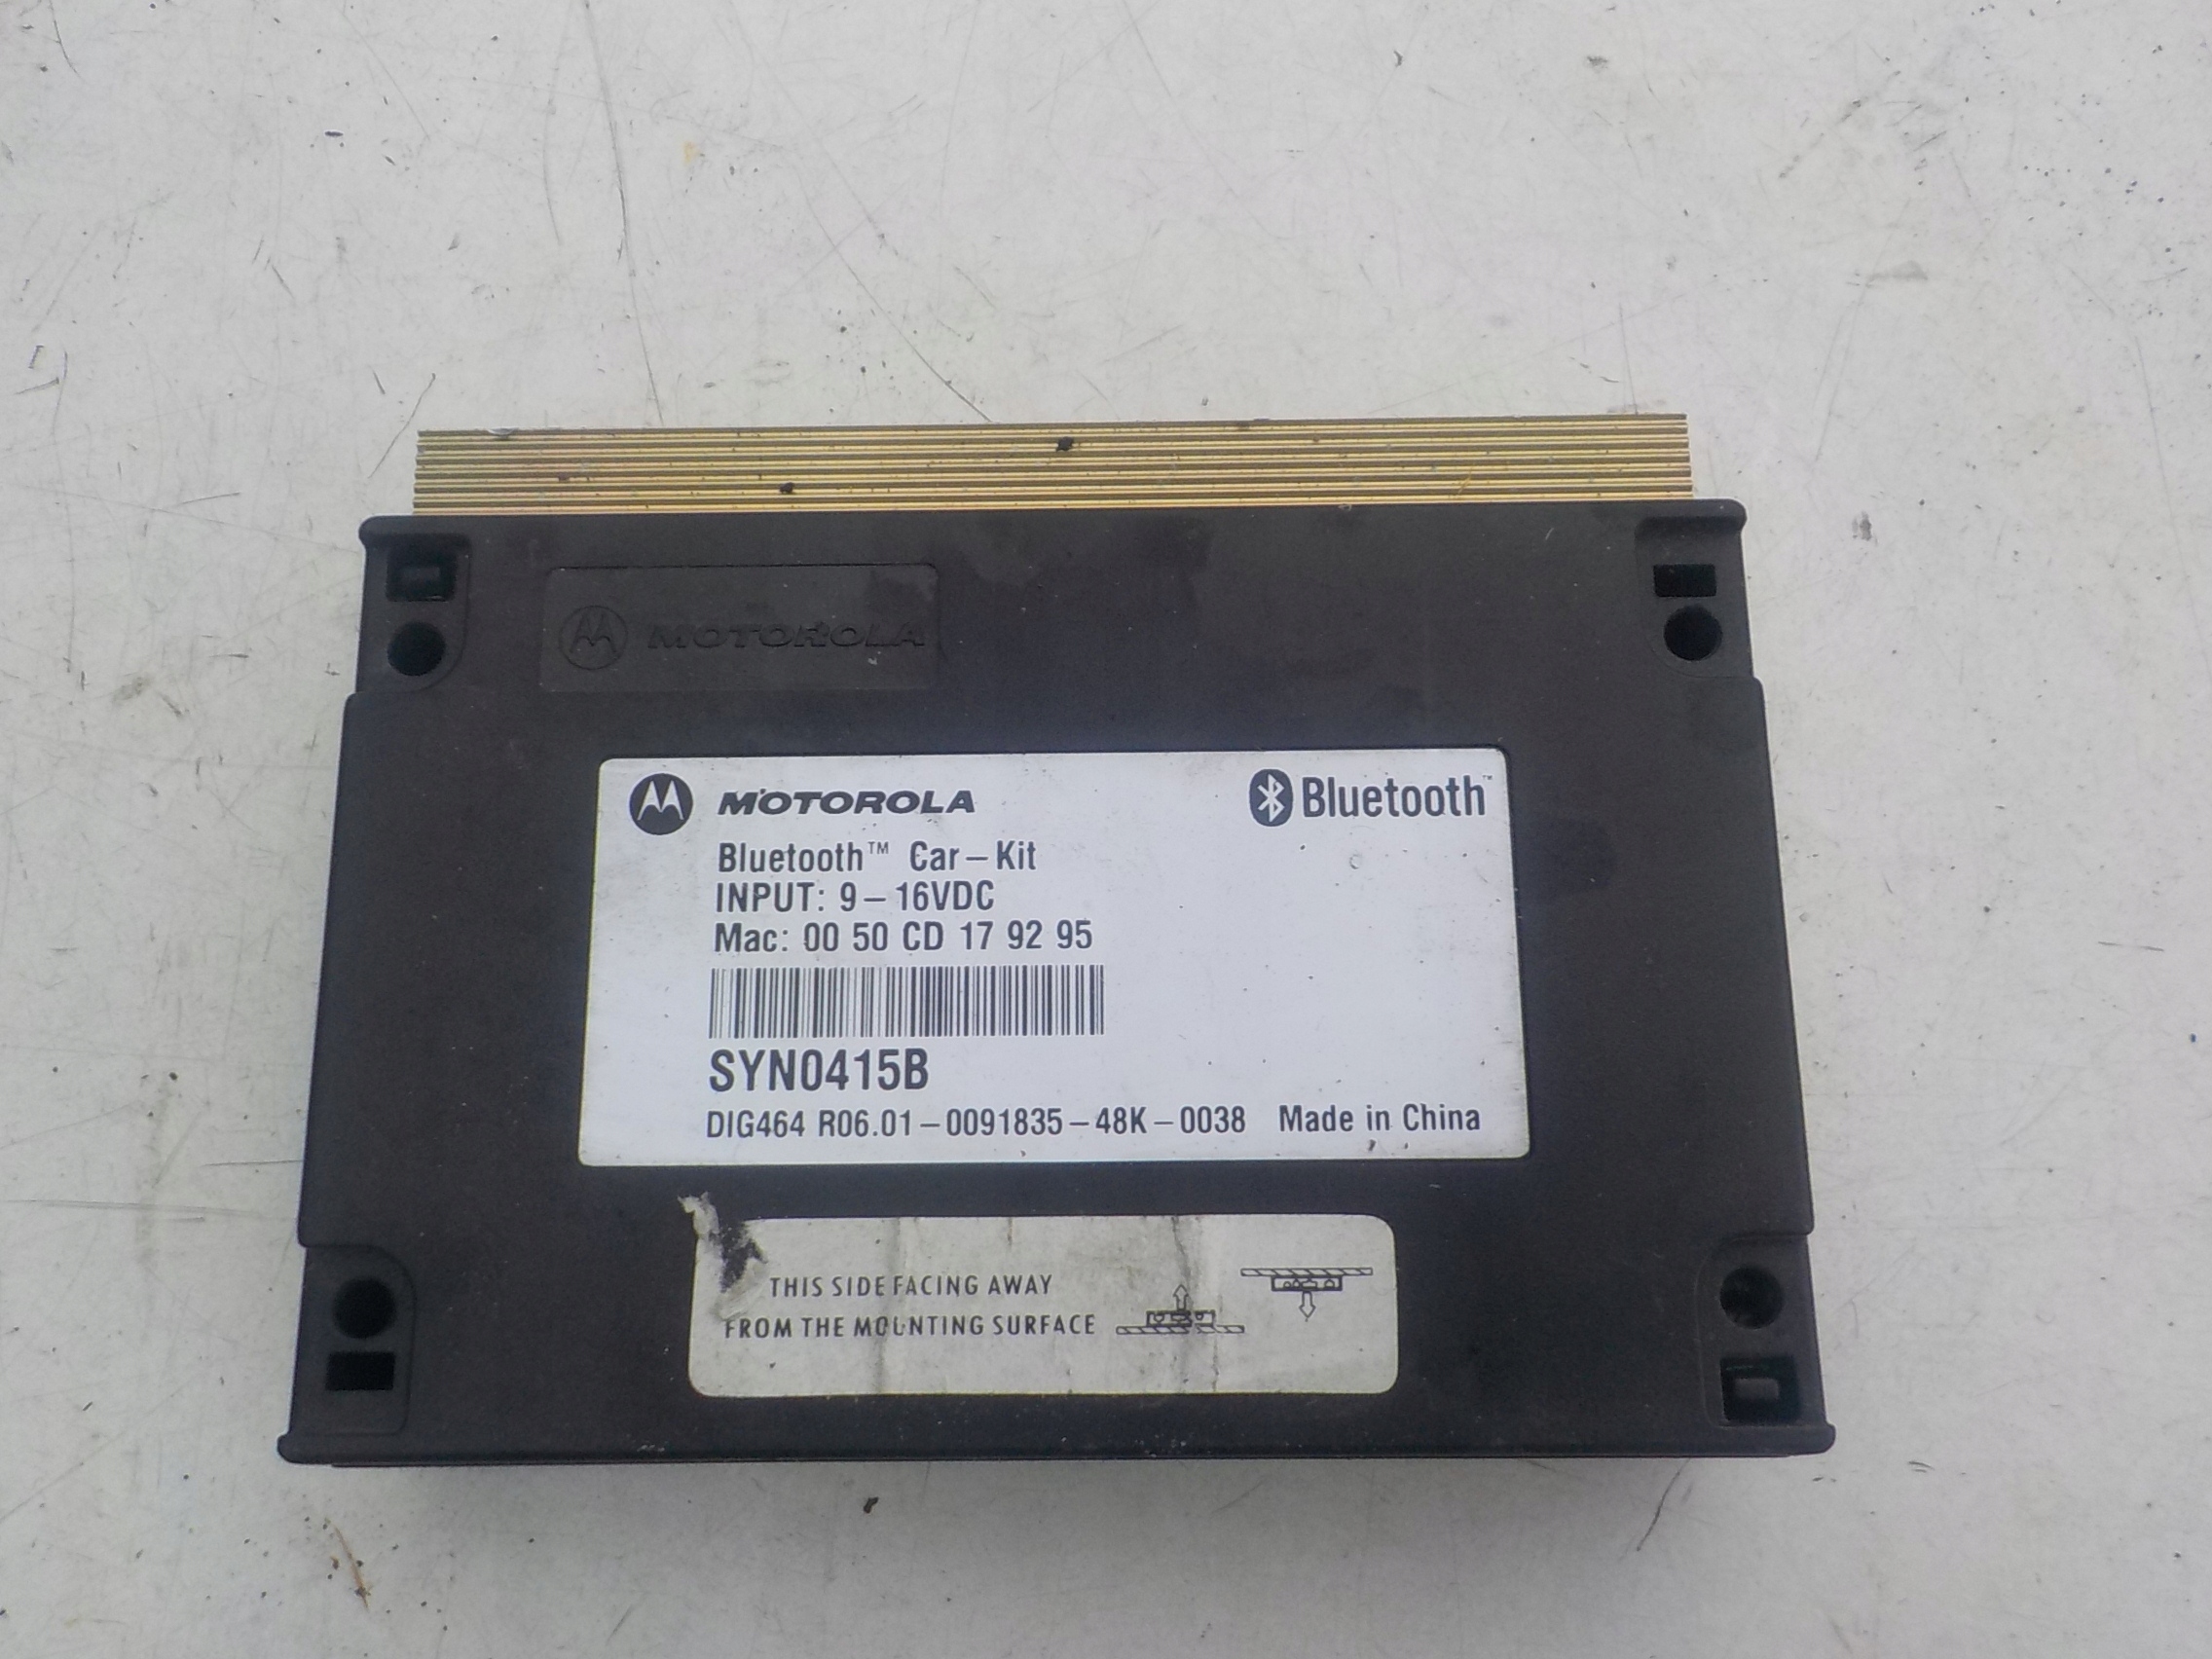 MOTOROLA
MOTOROLA
Bluetooth™
Bluetooth™ Car-Kit
INPUT: 9-16VDC
Mac: 00 50 CD 17 92 95
SYN0415B
DIG464 R06.01-0091835-48K-0038 Made in China
THIS SIDE FACING AWAY
FROM THE MOUNTING SURFACE